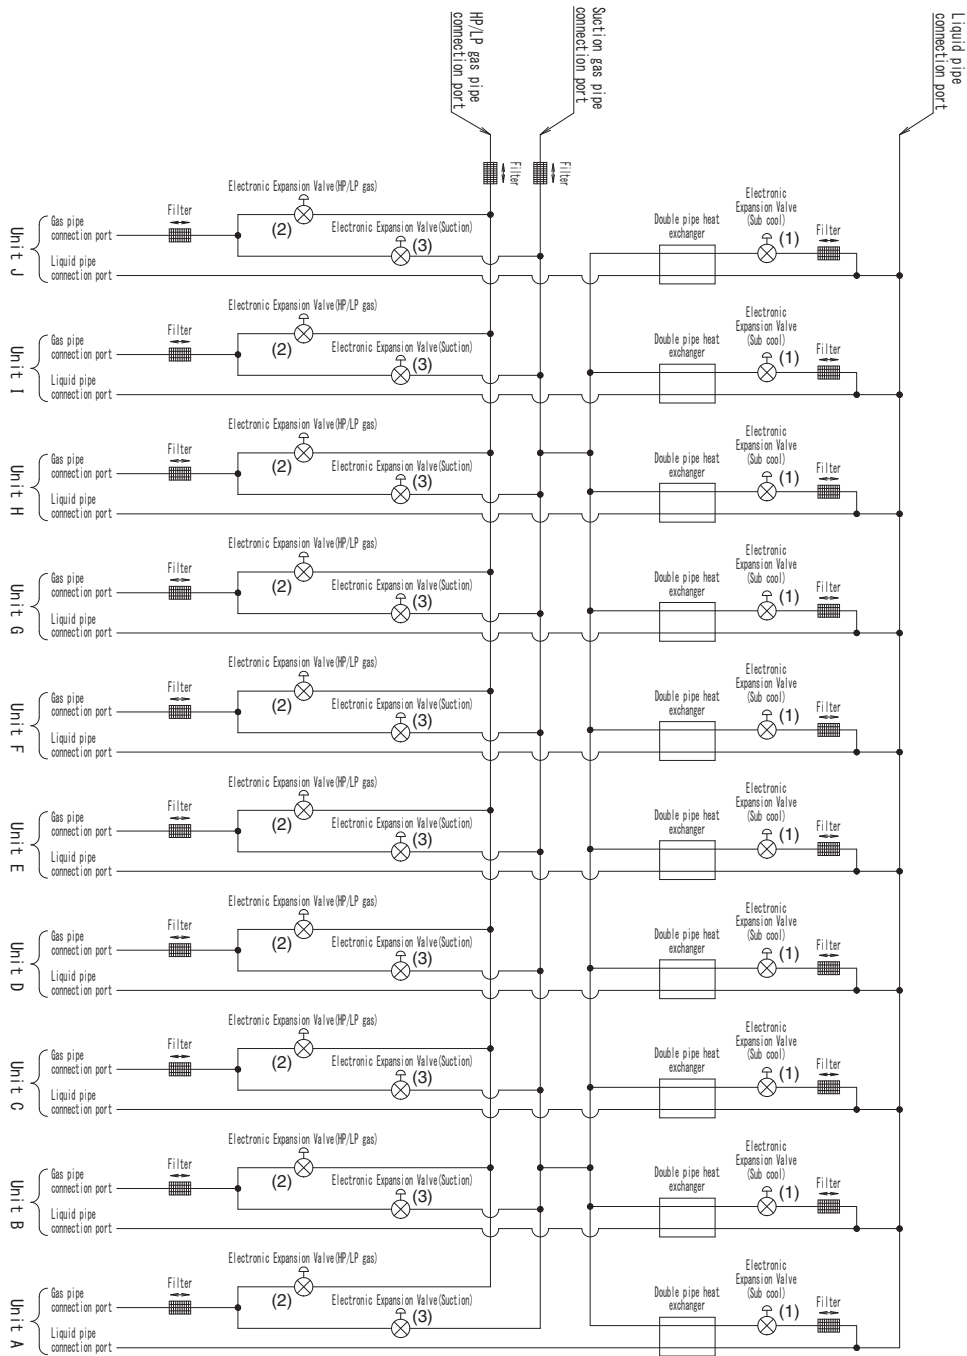 Liquid pipe
connection port
Suction gas pipe
connection port
HP/LP gas pipe
connection port
Filter
Filter
Electronic Expansion Valve(HP/LP gas)
(2)
Electronic Expansion Valve(Suction)
(3)
Filter
Gas pipe
connection port
Liquid pipe
connection port
Unit J
Double pipe heat
exchanger
Electronic
Expansion Valve
(Sub cool)
(1)
Filter
Electronic Expansion Valve(HP/LP gas)
(2)
Electronic Expansion Valve(Suction)
(3)
Filter
Gas pipe
connection port
Liquid pipe
connection port
Unit I
Double pipe heat
exchanger
Electronic
Expansion Valve
(Sub cool)
(1)
Filter
Electronic Expansion Valve(HP/LP gas)
(2)
Electronic Expansion Valve(Suction)
(3)
Filter
Gas pipe
connection port
Liquid pipe
connection port
Unit H
Double pipe heat
exchanger
Electronic
Expansion Valve
(Sub cool)
(1)
Filter
Electronic Expansion Valve(HP/LP gas)
(2)
Electronic Expansion Valve(Suction)
(3)
Filter
Gas pipe
connection port
Liquid pipe
connection port
Unit G
Double pipe heat
exchanger
Electronic
Expansion Valve
(Sub cool)
(1)
Filter
Electronic Expansion Valve(HP/LP gas)
(2)
Electronic Expansion Valve(Suction)
(3)
Filter
Gas pipe
connection port
Liquid pipe
connection port
Unit F
Double pipe heat
exchanger
Electronic
Expansion Valve
(Sub cool)
(1)
Filter
Electronic Expansion Valve(HP/LP gas)
(2)
Electronic Expansion Valve(Suction)
(3)
Filter
Gas pipe
connection port
Liquid pipe
connection port
Unit E
Double pipe heat
exchanger
Electronic
Expansion Valve
(Sub cool)
(1)
Filter
Electronic Expansion Valve(HP/LP gas)
(2)
Electronic Expansion Valve(Suction)
(3)
Filter
Gas pipe
connection port
Liquid pipe
connection port
Unit D
Double pipe heat
exchanger
Electronic
Expansion Valve
(Sub cool)
(1)
Filter
Electronic Expansion Valve(HP/LP gas)
(2)
Electronic Expansion Valve(Suction)
(3)
Filter
Gas pipe
connection port
Liquid pipe
connection port
Unit C
Double pipe heat
exchanger
Electronic
Expansion Valve
(Sub cool)
(1)
Filter
Electronic Expansion Valve(HP/LP gas)
(2)
Electronic Expansion Valve(Suction)
(3)
Filter
Gas pipe
connection port
Liquid pipe
connection port
Unit B
Double pipe heat
exchanger
Electronic
Expansion Valve
(Sub cool)
(1)
Filter
Electronic Expansion Valve(HP/LP gas)
(2)
Electronic Expansion Valve(Suction)
(3)
Filter
Gas pipe
connection port
Liquid pipe
connection port
Unit A
Double pipe heat
exchanger
Electronic
Expansion Valve
(Sub cool)
(1)
Filter